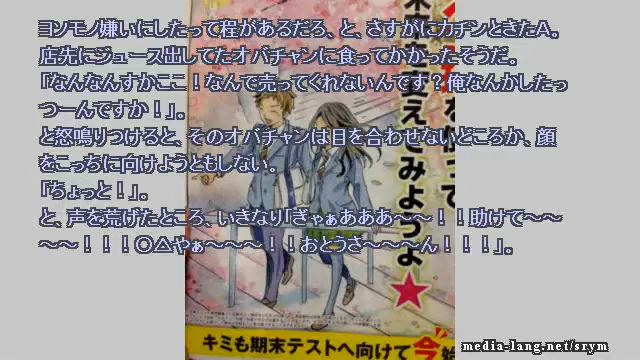 ヨソモノ嫌いにしたって程があるだろ、と、さすがにカチンときたA。
店先にジュース出してたオバチャンに食ってかかったそうだ。
「なんなんすかここ！なんで売ってくれないんです？俺なんかしたっ
つーんですか！」。
と怒鳴りつけると、そのオバチャンは目を合わせないどころか、顔
をこっちに向けようともしない。
「ちょっと！」。
と、声を荒げたところ、いきなり「ぎゃぁあああ～～！！助けて～～
～～！！！○△やぁ～～～！！おとうさ～～～ん！！！」。
えてみようよ★
キミも期末テストへ向けて今
media-lang.net/srym